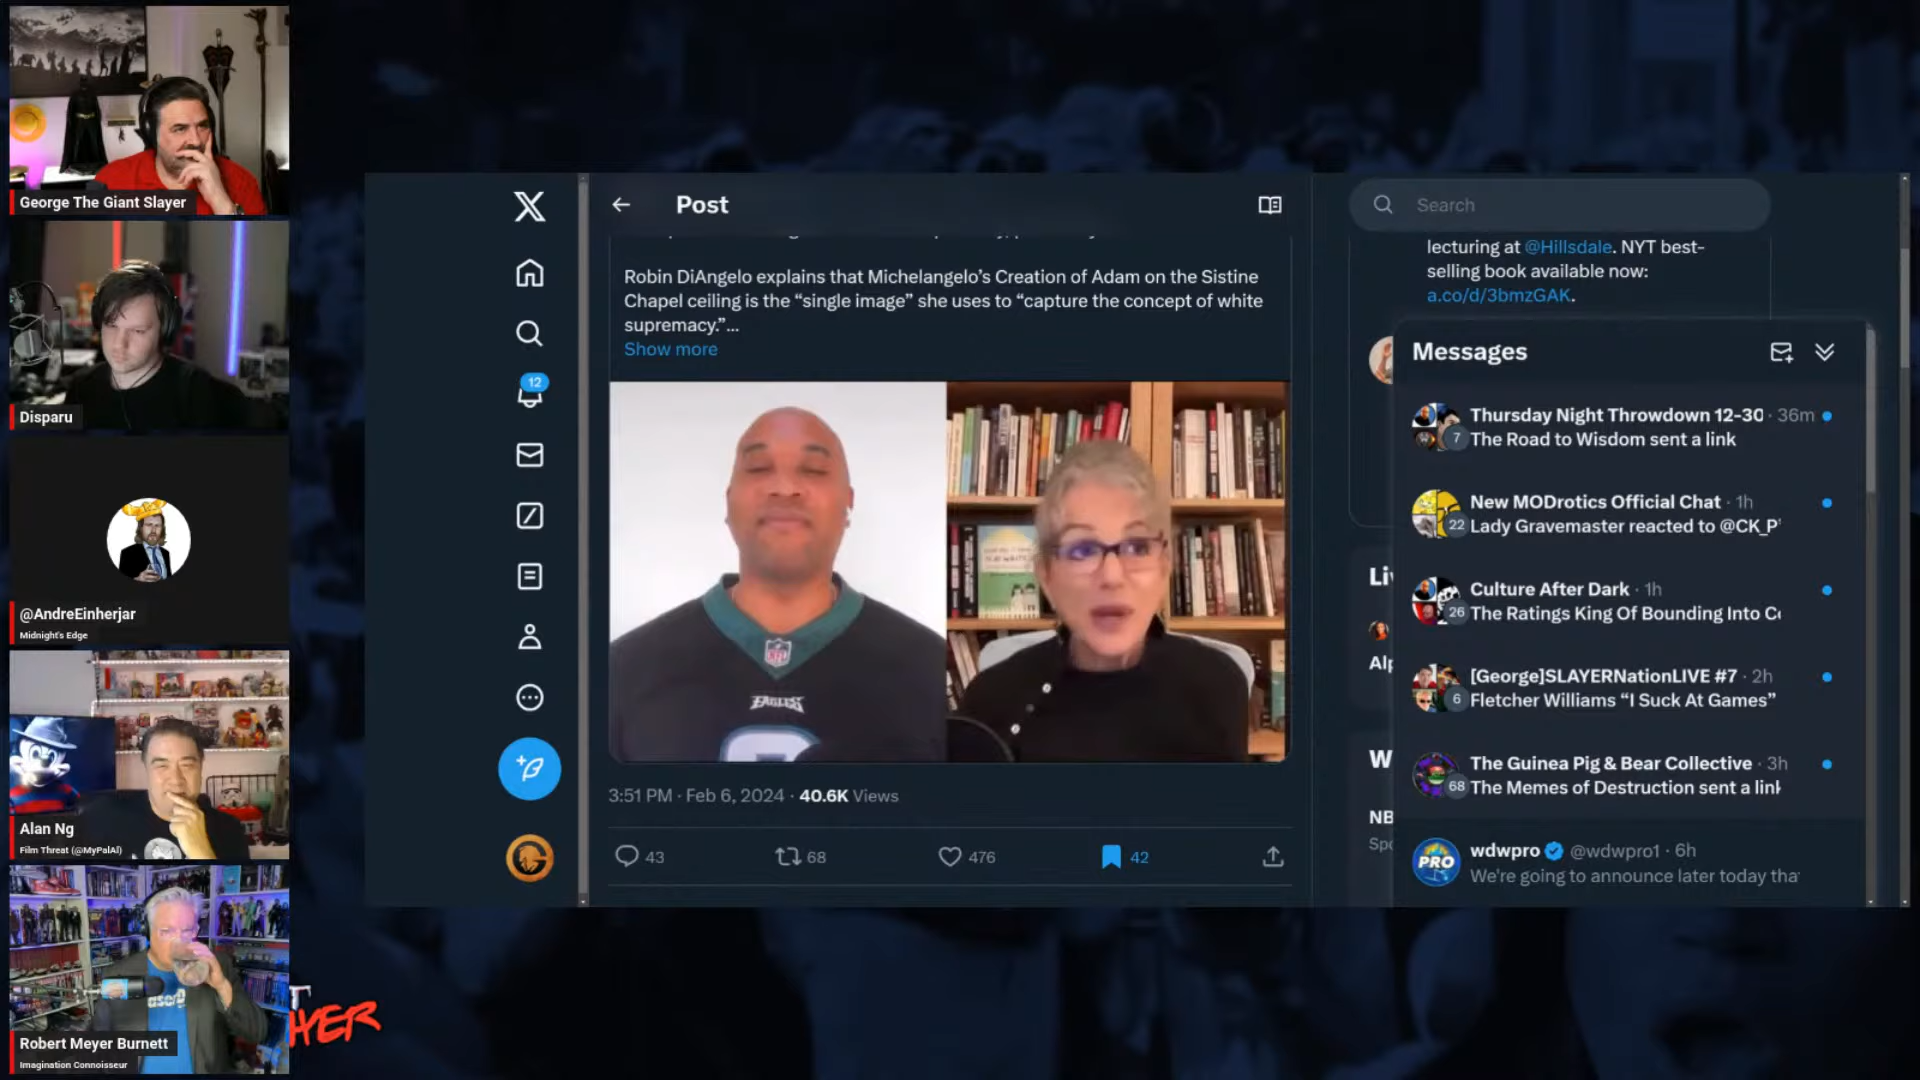 George The Giant Slayer
Disparu
@AndreEinherjar
Midnight's Edge
Alan Ng
Film Threat (@MyPalAl)
Robert Meyer Burnett
Imagination Connoisseur
12
Post
Robin DiAngelo explains that Michelangelo's Creation of Adam on the Sistine
Chapel ceiling is the “single image” she uses to “capture the concept of white
supremacy.”...
Show more
NFL
EAGLES
3:51 PM · Feb 6, 2024 · 40.6K Views
43
68
476
42
Search
lecturing at @Hillsdale. NYT best-
selling book available now:
a.co/d/3bmzGAK.
Messages
Thursday Night Throwdown 12-30 · 36m
7
The Road to Wisdom sent a link
New MODrotics Official Chat · 1h
22
Lady Gravemaster reacted to @CK_P
Culture After Dark · 1h
26
The Ratings King Of Bounding Into Co
[George]SLAYERNationLIVE #7 · 2h
6
Fletcher Williams “I Suck At Games”
The Guinea Pig & Bear Collective · 3h
68
The Memes of Destruction sent a link
PRO
wdwpro @wdwpro1 · 6h
We're going to announce later today tha
Alp
W
NB